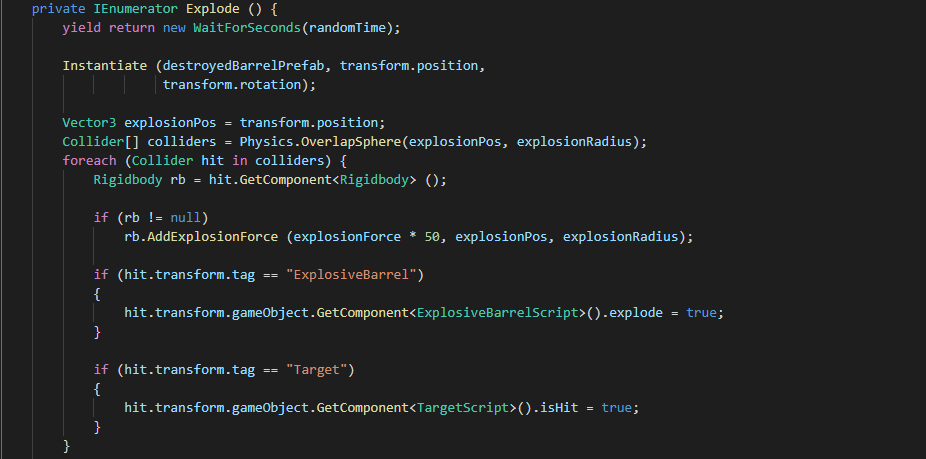 private IEnumerator Explode () {
yield return new WaitForSeconds(randomTime);
Instantiate (destroyedBarrelPrefab, transform.position,
transform.rotation);
Vector3 explosionPos = transform.position;
Collider[] colliders = Physics.OverlapSphere(explosionPos, explosionRadius);
foreach (Collider hit in colliders) {
Rigidbody rb = hit.GetComponent<Rigidbody> ();
if (rb != null)
rb.AddExplosionForce (explosionForce * 50, explosionPos, explosionRadius);
if (hit.transform.tag == "ExplosiveBarrel")
{
hit.transform.gameObject.GetComponent<ExplosiveBarrelScript>().explode = true;
}
if (hit.transform.tag == "Target")
{
hit.transform.gameObject.GetComponent<TargetScript>().isHit = true;
}
}